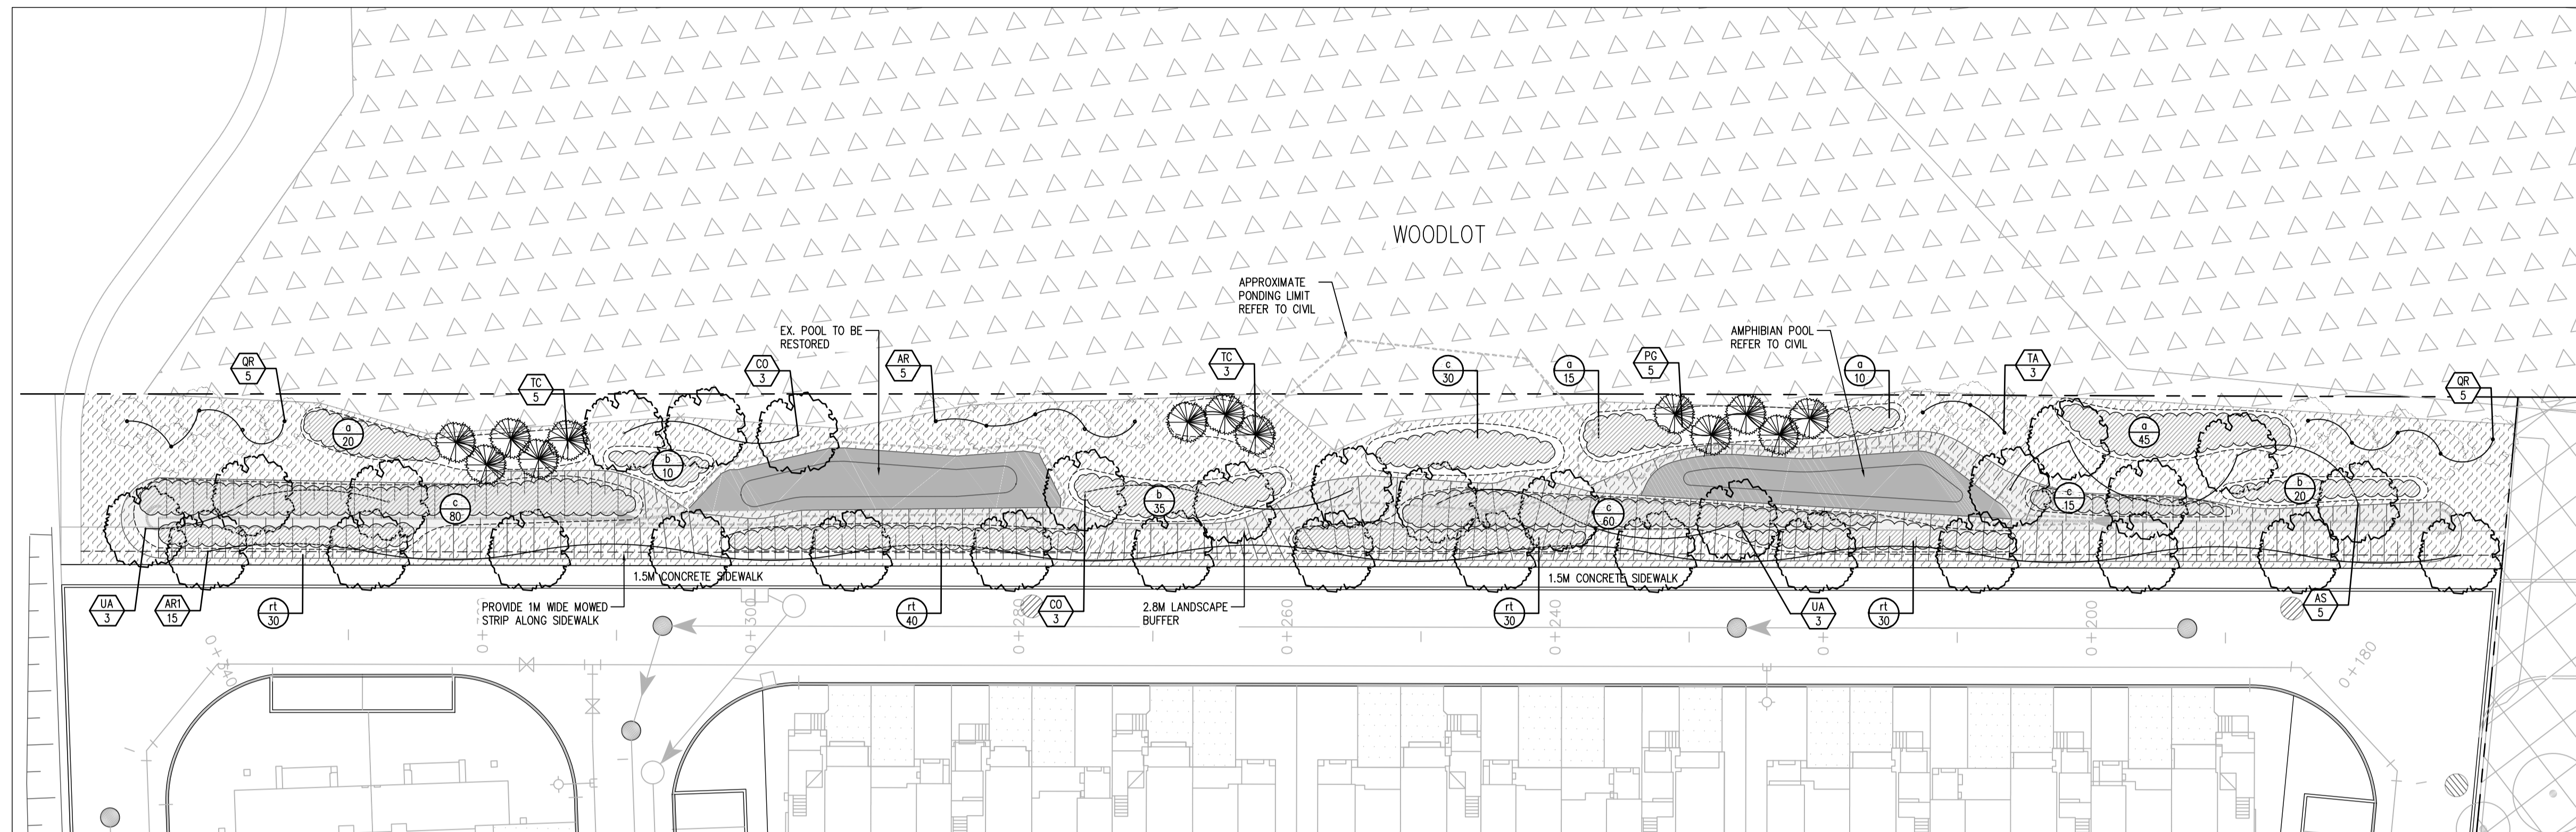 WOODLOT
APPROXIMATE
PONDING LIMIT
REFER TO CIVIL
EX. POOL TO BE
RESTORED
AMPHIBIAN POOL
REFER TO CIVIL
QR
5
TC
5
CO
3
AR
5
TC
3
c
30
a
15
PG
5
a
10
TA
3
QR
5
a
20
b
10
a
45
b
20
c
80
b
35
c
60
c
15
1.5M CONCRETE SIDEWALK
1.5M CONCRETE SIDEWALK
UA
3
AR1
15
rt
30
PROVIDE 1M WIDE MOWED
STRIP ALONG SIDEWALK
rt
40
CO
3
2.8M LANDSCAPE
BUFFER
rt
30
UA
3
rt
30
AS
5
0+340
0+300
0+280
0+260
0+240
0+200
0+180